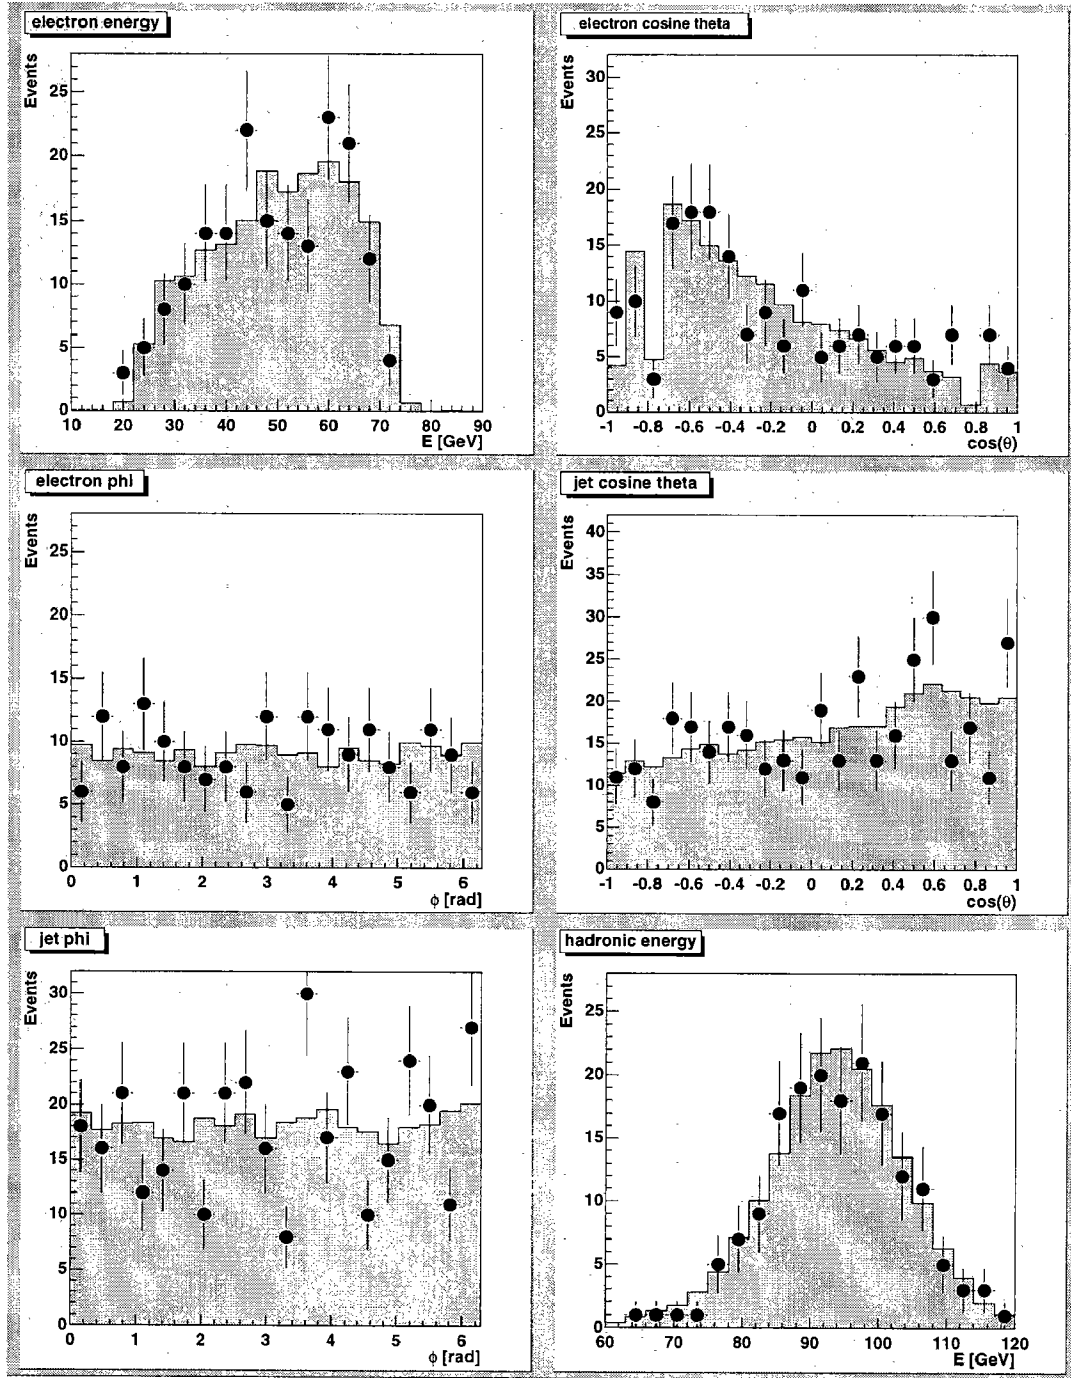 electron energy
Events
25
20
15
10
5
0
10 20 30 40 50 60 70 80 90
E [GeV]
electron cosine theta
Events
30
25
20
15
10
5
0
-1 -0.8 -0.6 -0.4 -0.2 0 0.2 0.4 0.6 0.8 1
cos(θ)
electron phi
Events
25
20
15
10
5
0
0 1 2 3 4 5 6
ϕ [rad]
jet cosine theta
Events
40
35
30
25
20
15
10
5
0
-1 -0.8 -0.6 -0.4 -0.2 0 0.2 0.4 0.6 0.8 1
cos(θ)
jet phi
Events
30
25
20
15
10
5
0
0 1 2 3 4 5 6
ϕ [rad]
hadronic energy
Events
25
20
15
10
5
0
60 70 80 90 100 110 120
E [GeV]